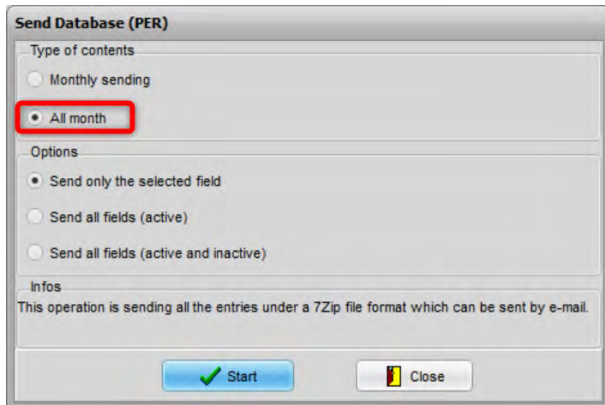 Send Database (PER)
Type of contents
Monthly sending
All month
Options
Send only the selected field
Send all fields (active)
Send all fields (active and inactive)
Infos
This operation is sending all the entries under a 7Zip file format which can be sent by e-mail.
Start
Close